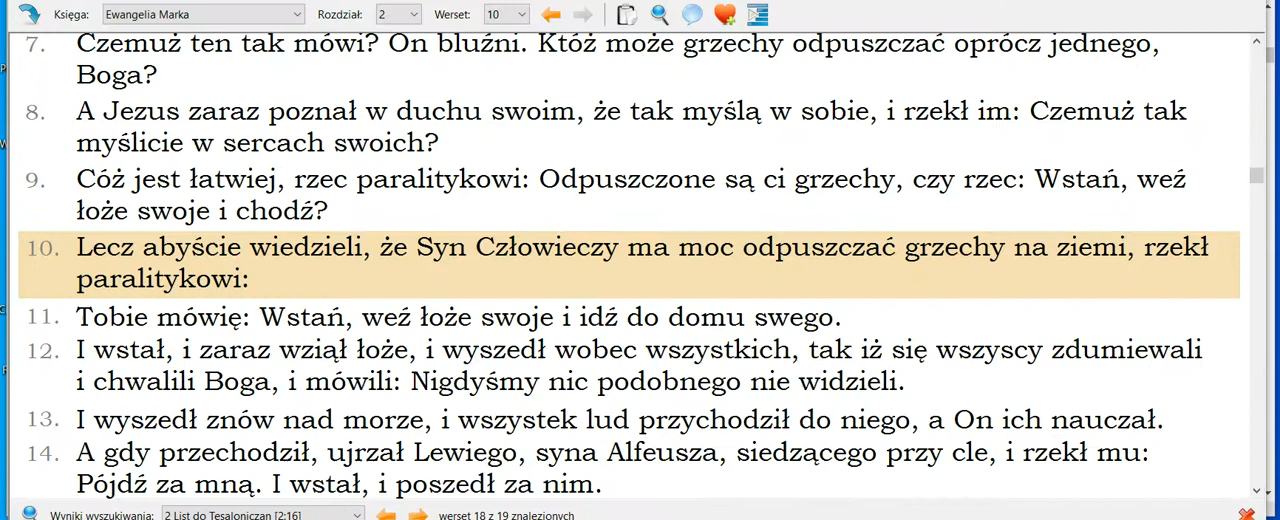 Księga: Ewangelia Marka Rozdział: 2 Werset: 10
7. Czemuż ten tak mówi? On bluźni. Któż może grzechy odpuszczać oprócz jednego,
Boga?
8. A Jezus zaraz poznał w duchu swoim, że tak myślą w sobie, i rzekł im: Czemuż tak
myślicie w sercach swoich?
9. Cóż jest łatwiej, rzec paralitykowi: Odpuszczone są ci grzechy, czy rzec: Wstań, weź
łoże swoje i chodź?
10. Lecz abyście wiedzieli, że Syn Człowieczy ma moc odpuszczać grzechy na ziemi, rzekł
paralitykowi:
11. Tobie mówię: Wstań, weź łoże swoje i idź do domu swego.
12. I wstał, i zaraz wziął łoże, i wyszedł wobec wszystkich, tak iż się wszyscy zdumiewali
i chwalili Boga, i mówili: Nigdyśmy nic podobnego nie widzieli.
13. I wyszedł znów nad morze, i wszystek lud przychodził do niego, a On ich nauczał.
14. A gdy przechodził, ujrzał Lewiego, syna Alfeusza, siedzącego przy cle, i rzekł mu:
Pójdź za mną. I wstał, i poszedł za nim.
Wyniki wyszukiwania: 2 List do Tesaloniczan [2:16] werset 18 z 19 znalezionych